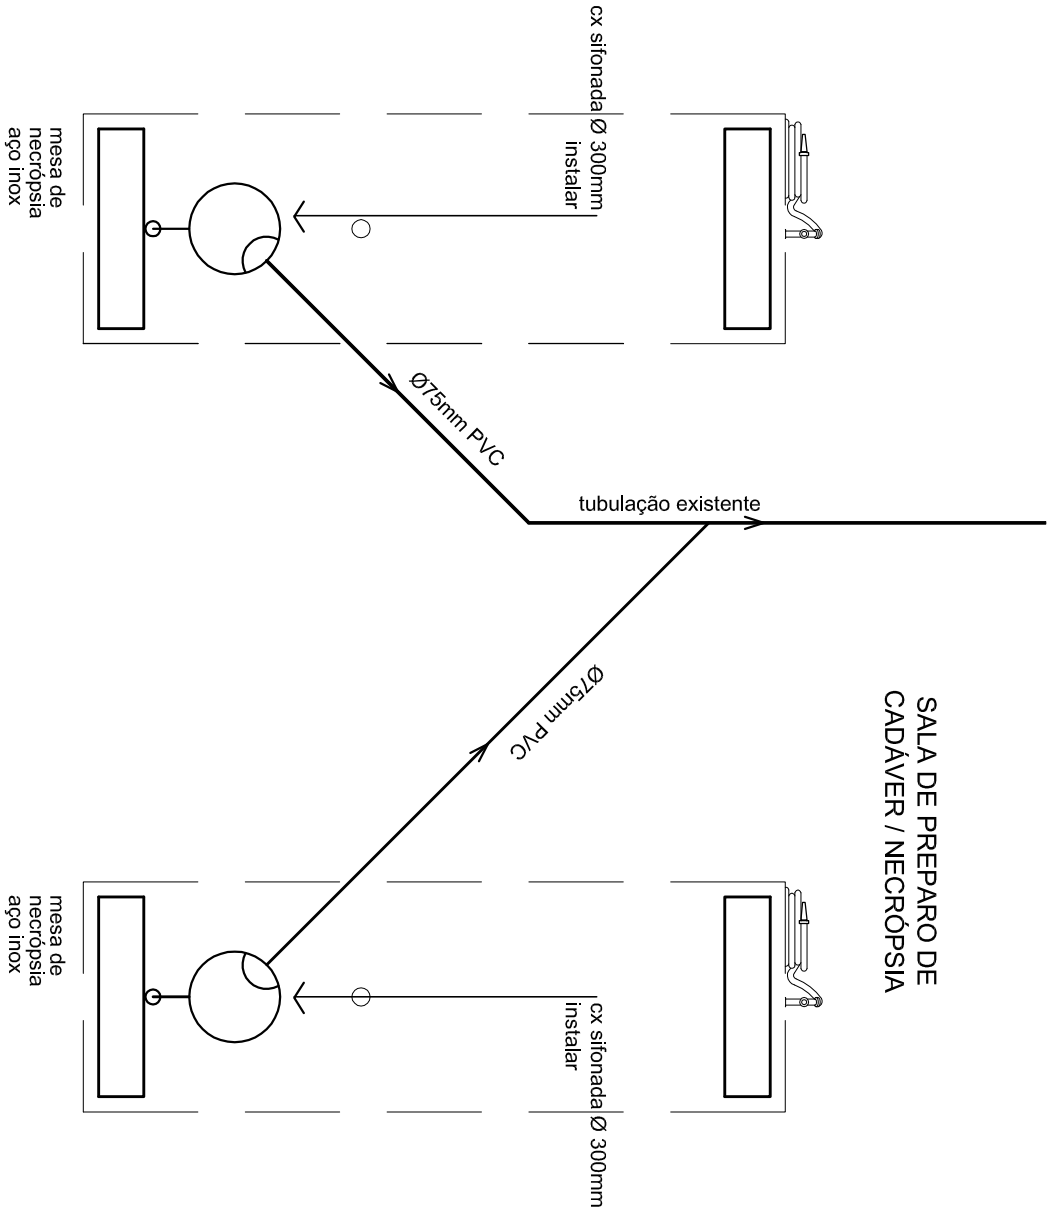 SALA DE PREPARO DE
CADÁVER / NECRÓPSIA
cx sifonada Ø 300mm
instalar
mesa de
necrópsia
aço inox
Ø75mm PVC
tubulação existente
Ø75mm PVC
cx sifonada Ø 300mm
instalar
mesa de
necrópsia
aço inox